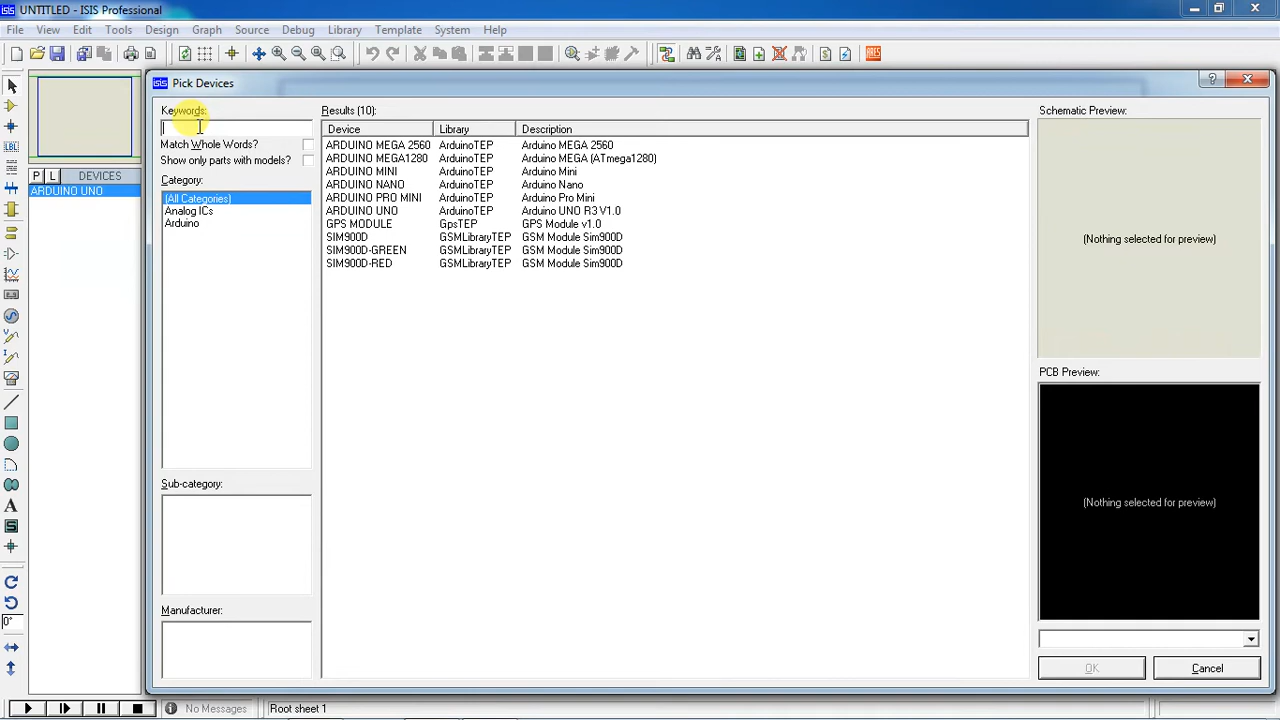 UNTITLED - ISIS Professional
File View Edit Tools Design Graph Source Debug Library Template System Help
Pick Devices
Keywords:
Match Whole Words?
Show only parts with models?
Category:
(All Categories)
Analog ICs
Arduino
Sub-category:
Manufacturer:
P L DEVICES
ARDUINO UNO
LBL
A
S
0°
ARES
Results (10):
Device Library Description
ARDUINO MEGA 2560 ArduinoTEP Arduino MEGA 2560
ARDUINO MEGA1280 ArduinoTEP Arduino MEGA (ATmega1280)
ARDUINO MINI ArduinoTEP Arduino Mini
ARDUINO NANO ArduinoTEP Arduino Nano
ARDUINO PRO MINI ArduinoTEP Arduino Pro Mini
ARDUINO UNO ArduinoTEP Arduino UNO R3 V1.0
GPS MODULE GpsTEP GPS Module v1.0
SIM900D GSMLibraryTEP GSM Module Sim900D
SIM900D-GREEN GSMLibraryTEP GSM Module Sim900D
SIM900D-RED GSMLibraryTEP GSM Module Sim900D
Schematic Preview:
(Nothing selected for preview)
PCB Preview:
(Nothing selected for preview)
OK Cancel
No Messages Root sheet 1